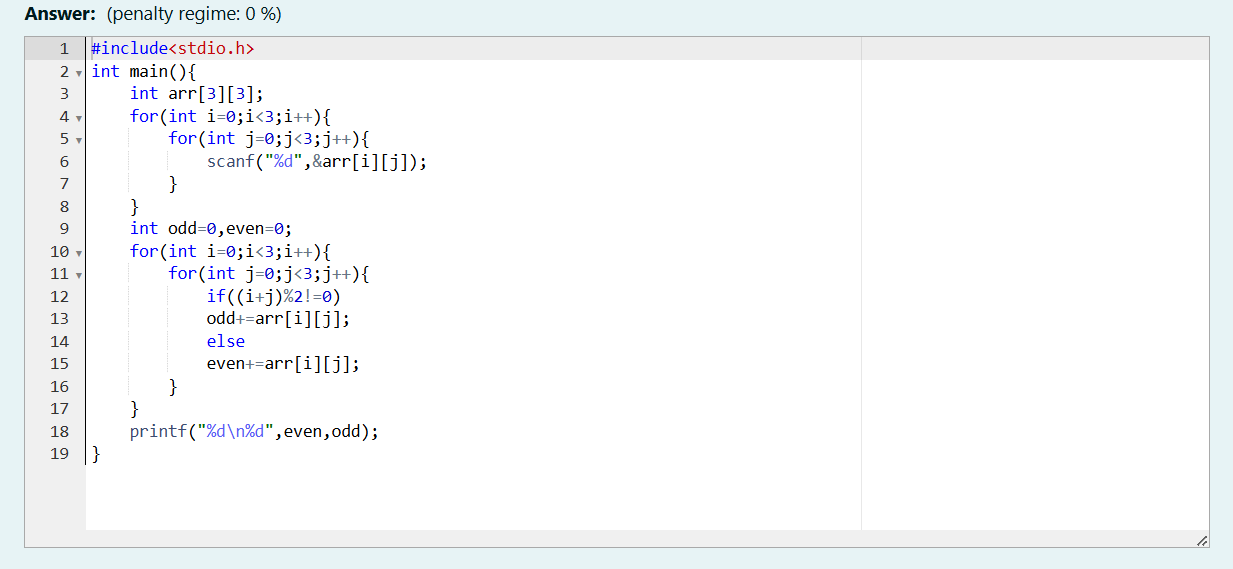 Answer: (penalty regime: 0 %)
1 #include<stdio.h>
2 int main(){
3     int arr[3][3];
4     for(int i=0;i<3;i++){
5         for(int j=0;j<3;j++){
6             scanf("%d",&arr[i][j]);
7         }
8     }
9     int odd=0,even=0;
10     for(int i=0;i<3;i++){
11         for(int j=0;j<3;j++){
12             if((i+j)%2!=0)
13             odd+=arr[i][j];
14             else
15             even+=arr[i][j];
16         }
17     }
18     printf("%d\n%d",even,odd);
19 }